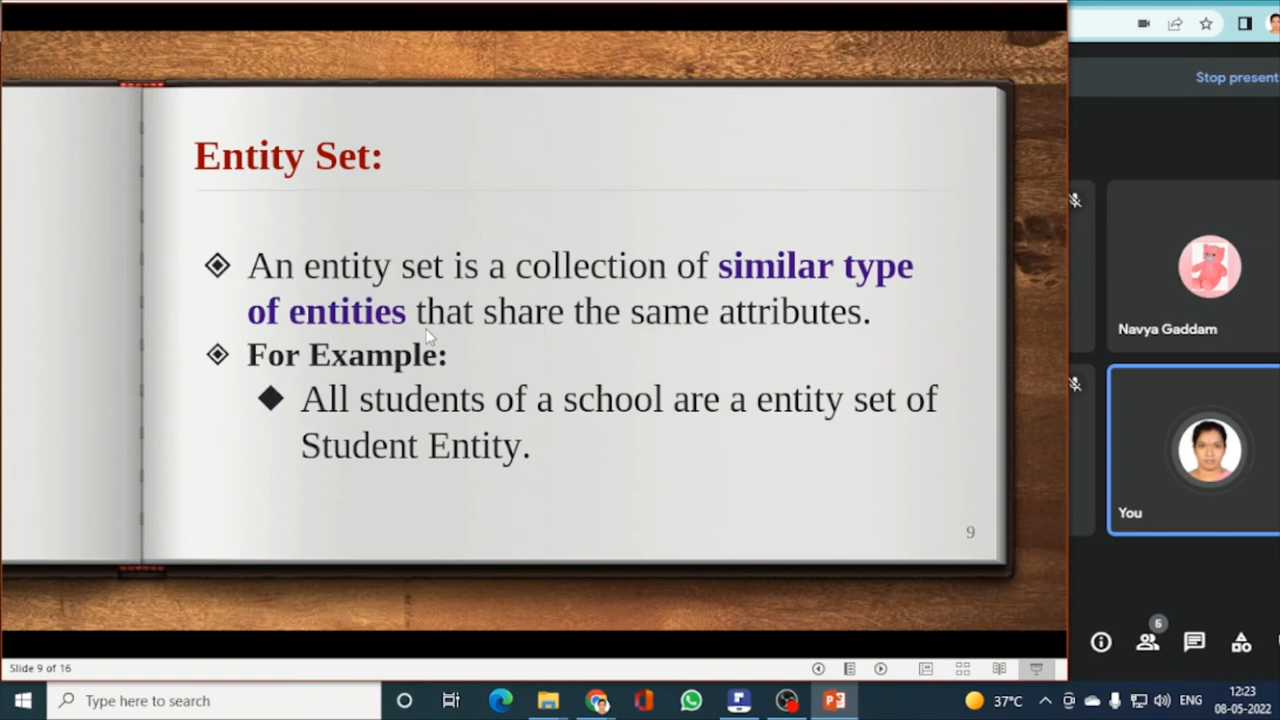 Stop present
Entity Set:
An entity set is a collection of similar type
of entities that share the same attributes.
For Example:
All students of a school are a entity set of
Student Entity.
9
Navya Gaddam
You
6
Slide 9 of 16
Type here to search
37°C
ENG
12:23
08-05-2022